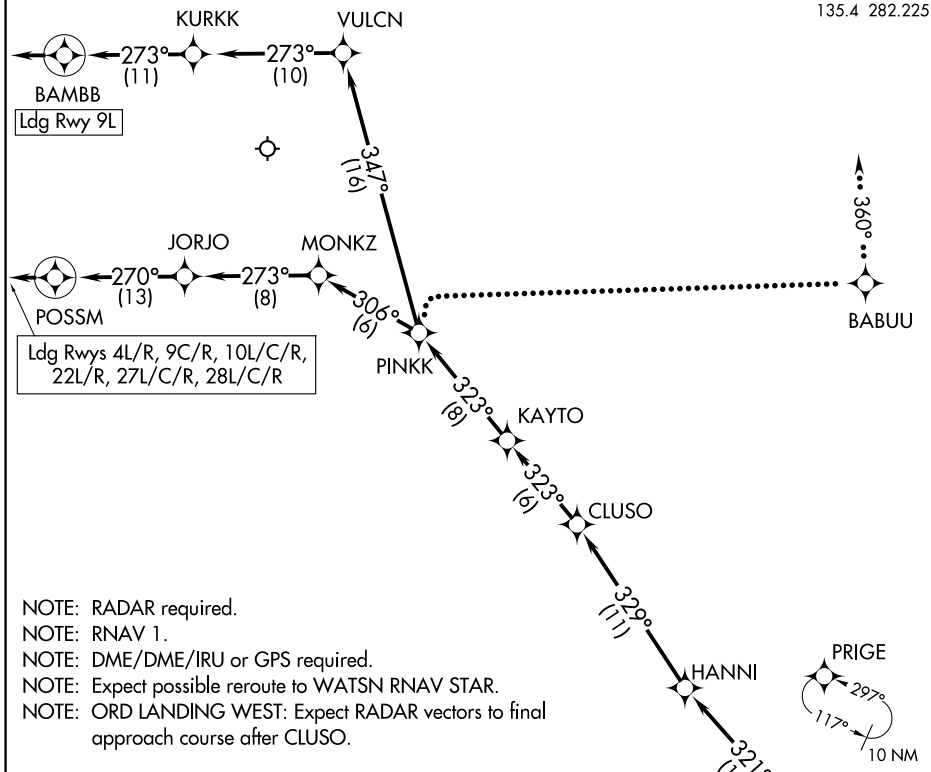 135.4 282.225
KURKK
VULCN
273°
(11)
273°
(10)
BAMBB
Ldg Rwy 9L
347°
(16)
360°
JORJO
MONKZ
270°
(13)
273°
(8)
306°
(6)
POSSM
BABUU
Ldg Rwys 4L/R, 9C/R, 10L/C/R,
22L/R, 27L/C/R, 28L/C/R
PINKK
323°
(8)
KAYTO
323°
(6)
CLUSO
329°
(11)
NOTE: RADAR required.
NOTE: RNAV 1.
NOTE: DME/DME/IRU or GPS required.
NOTE: Expect possible reroute to WATSN RNAV STAR.
NOTE: ORD LANDING WEST: Expect RADAR vectors to final
approach course after CLUSO.
HANNI
PRIGE
297°
117°
10 NM
321°